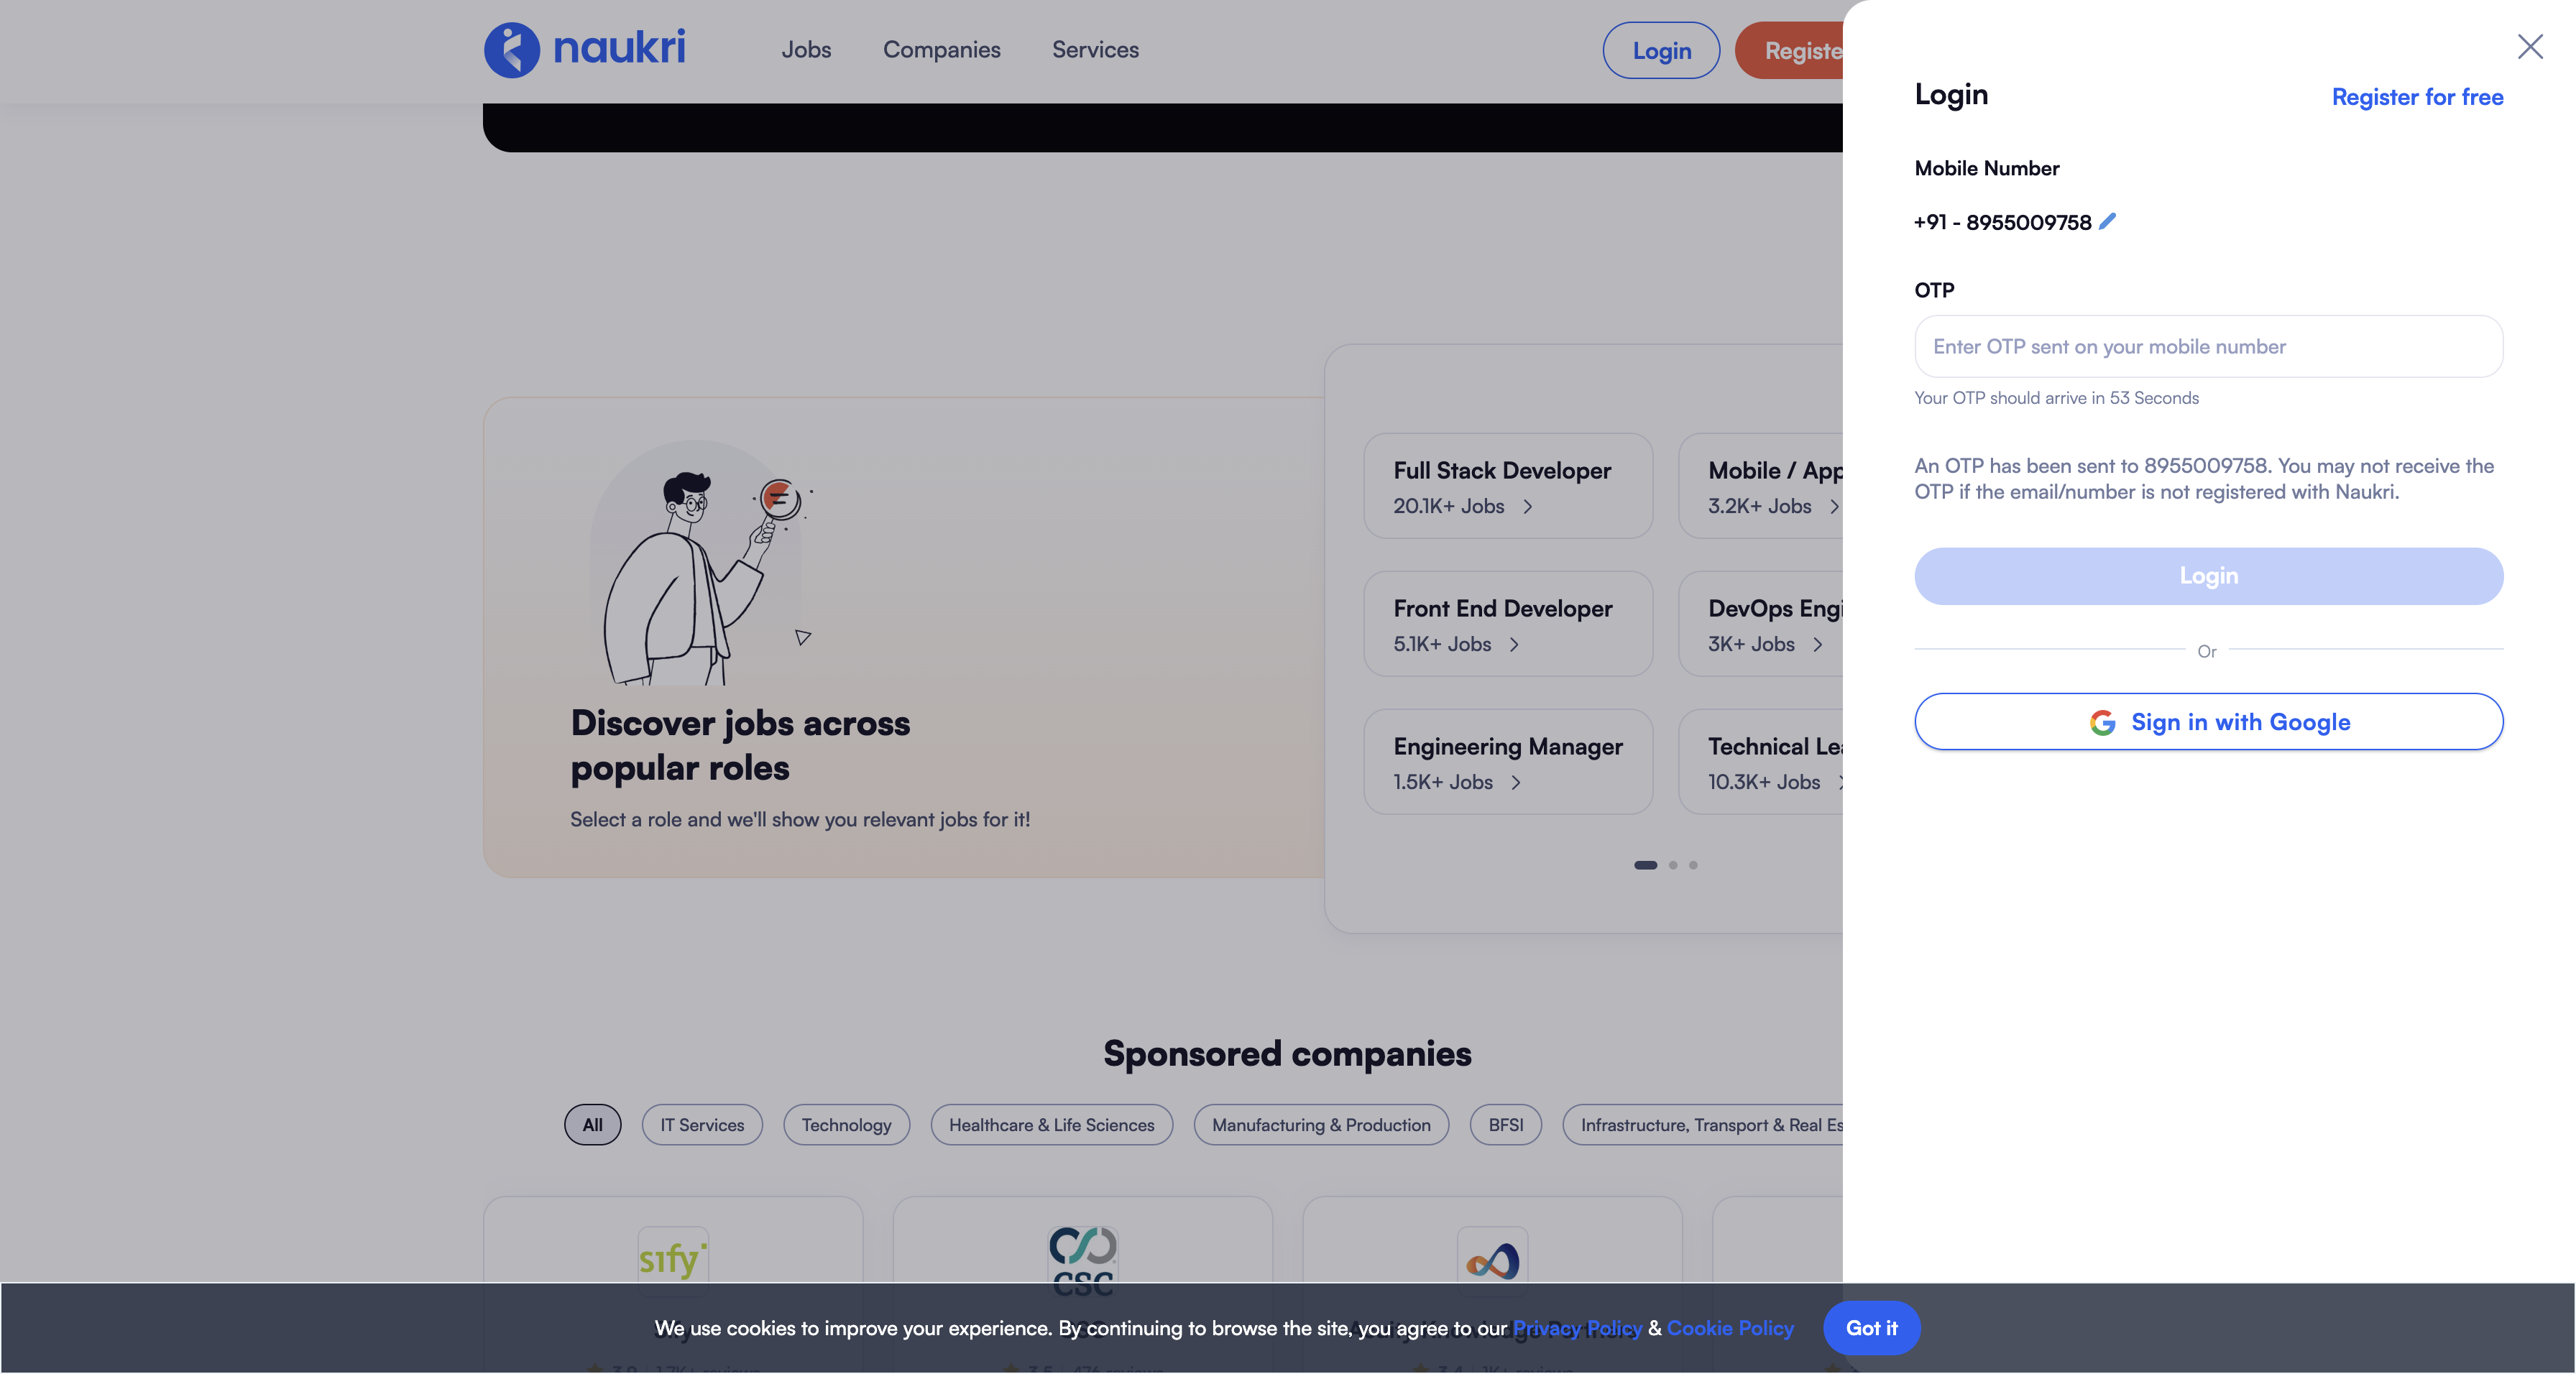 naukri
Jobs
Companies
Services
Login
Registe
Login
Register for free
Mobile Number
+91 - 8955009758
OTP
Enter OTP sent on your mobile number
Your OTP should arrive in 53 Seconds
An OTP has been sent to 8955009758. You may not receive the
OTP if the email/number is not registered with Naukri.
Login
Or
Sign in with Google
Full Stack Developer
20.1K+ Jobs
Mobile / App
3.2K+ Jobs
Front End Developer
5.1K+ Jobs
DevOps Engi
3K+ Jobs
Engineering Manager
1.5K+ Jobs
Technical Lea
10.3K+ Jobs
Discover jobs across
popular roles
Select a role and we'll show you relevant jobs for it!
Sponsored companies
All
IT Services
Technology
Healthcare & Life Sciences
Manufacturing & Production
BFSI
Infrastructure, Transport & Real Es
sify
CSC
We use cookies to improve your experience. By continuing to browse the site, you agree to our Privacy Policy & Cookie Policy
Got it